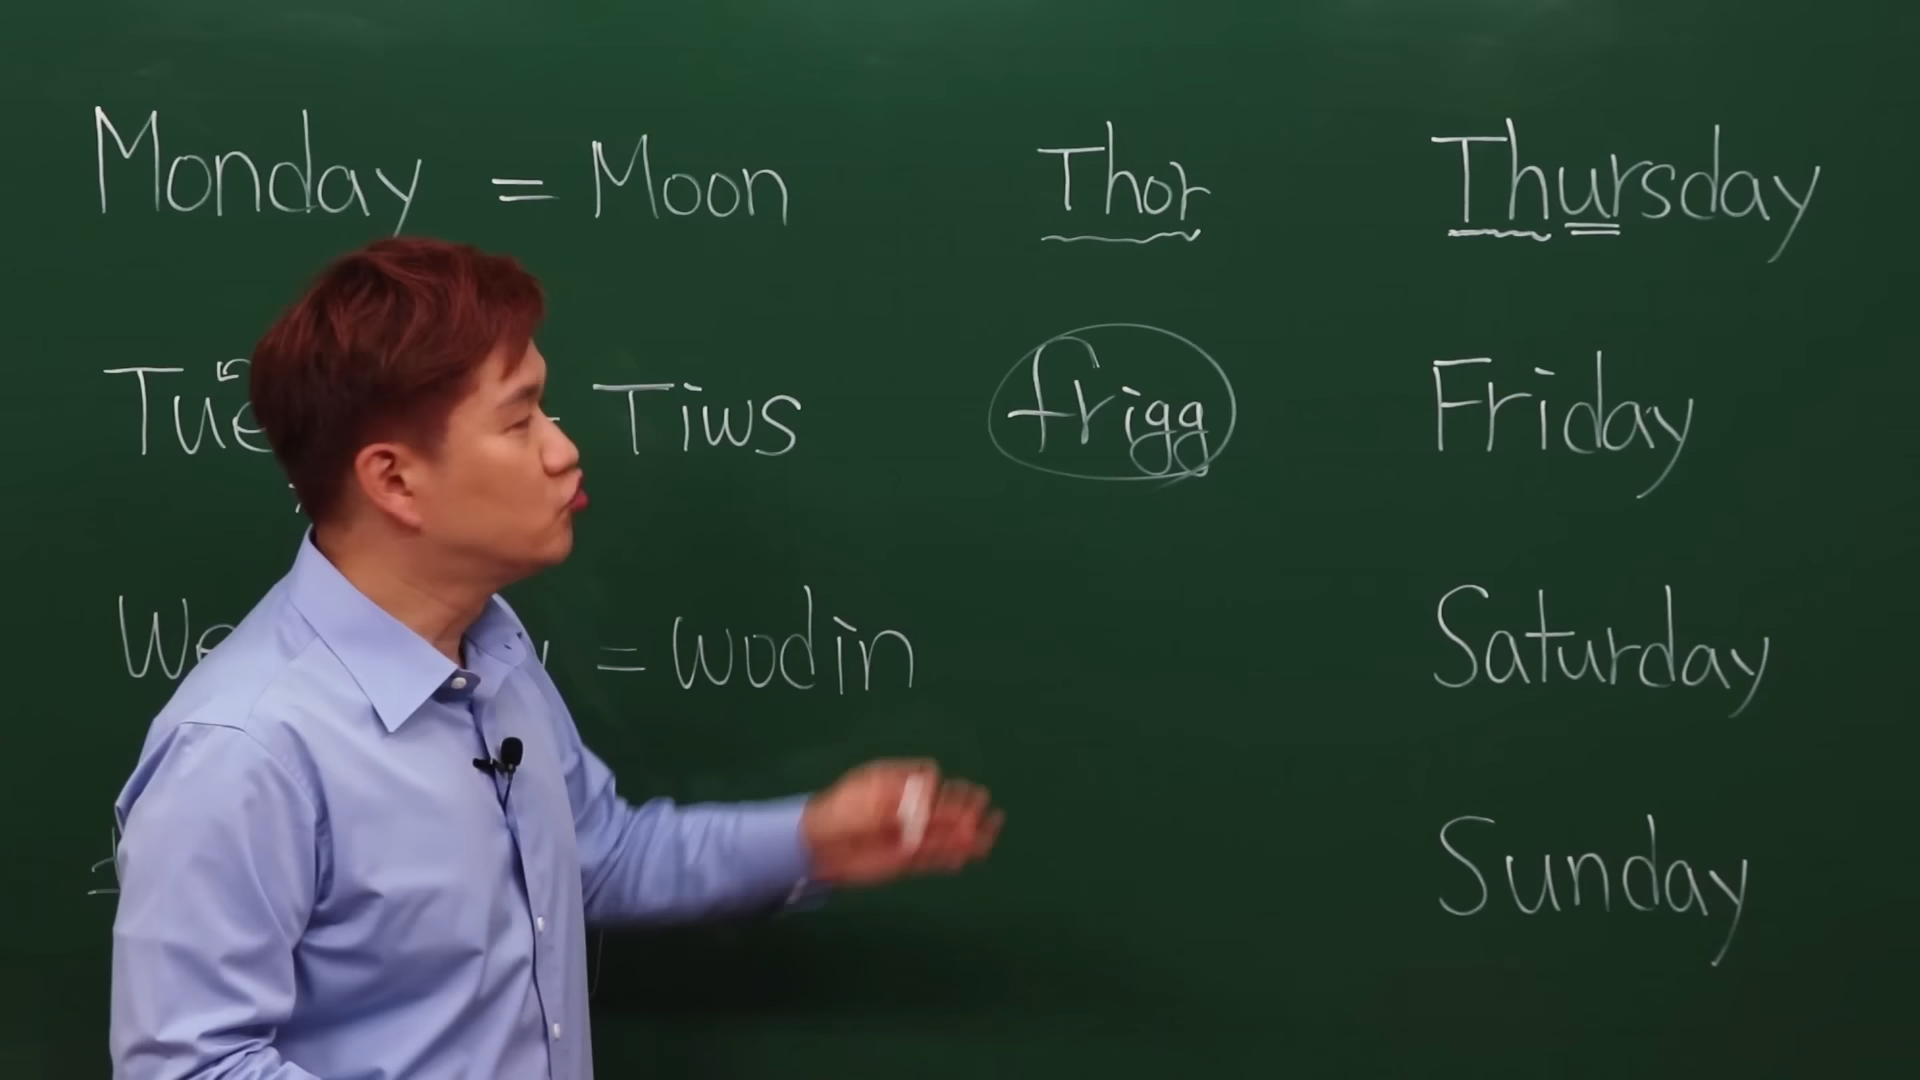 Monday = Moon
Thor Thursday
Tiws
frigg Friday
= wodin
Saturday
Sunday